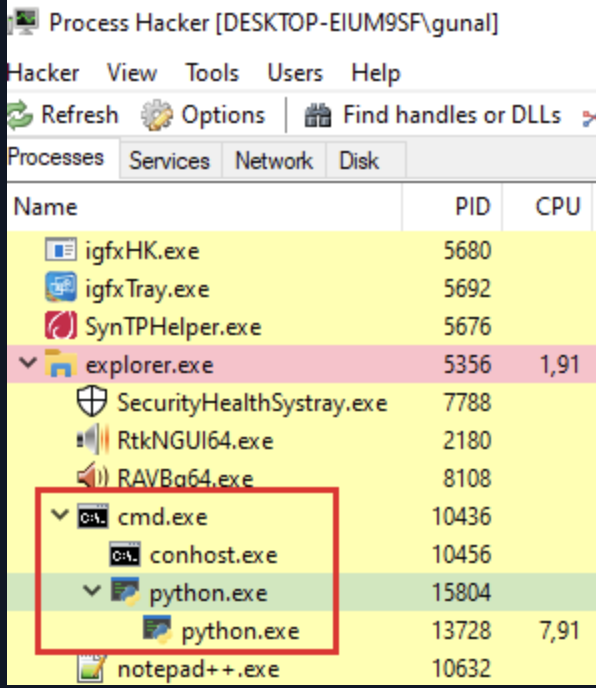 Process Hacker [DESKTOP-EIUM9SF\gunal]
Hacker View Tools Users Help
Refresh Options Find handles or DLLs
Processes Services Network Disk
Name PID CPU
igfxHK.exe 5680
igfxTray.exe 5692
SynTPHelper.exe 5676
explorer.exe 5356 1,91
SecurityHealthSystray.exe 7788
RtkNGUI64.exe 2180
RAVBg64.exe 8108
cmd.exe 10436
conhost.exe 10456
python.exe 15804
python.exe 13728 7,91
notepad++.exe 10632